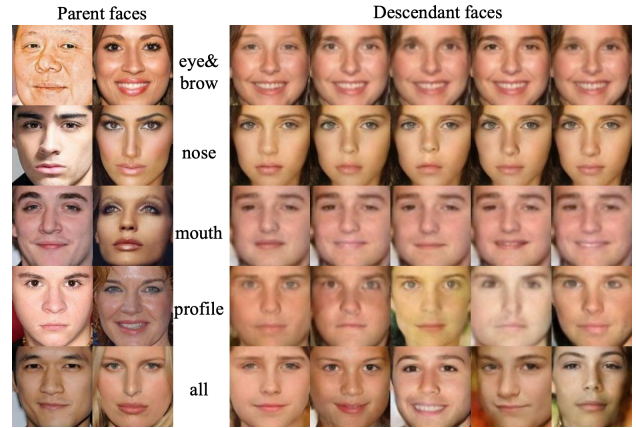 Parent faces
Descendant faces
eye&
brow
nose
mouth
profile
all